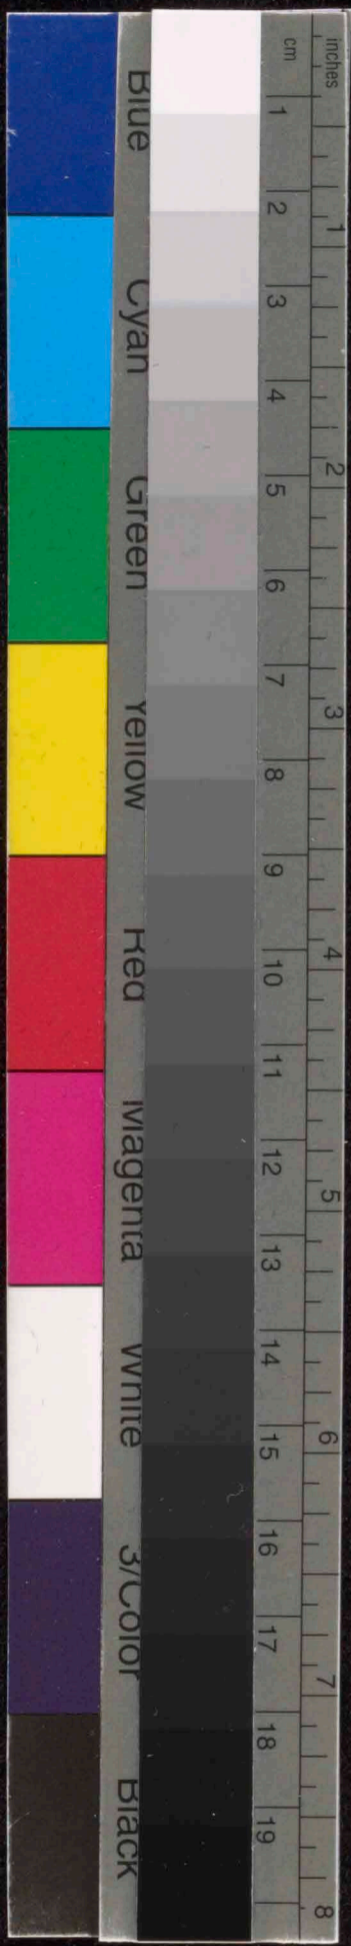 inches
1
2
3
4
5
6
7
8
cm
1
2
3
4
5
6
7
8
9
10
11
12
13
14
15
16
17
18
19
Blue
Cyan
Green
Yellow
Red
Magenta
White
3/Color
Black